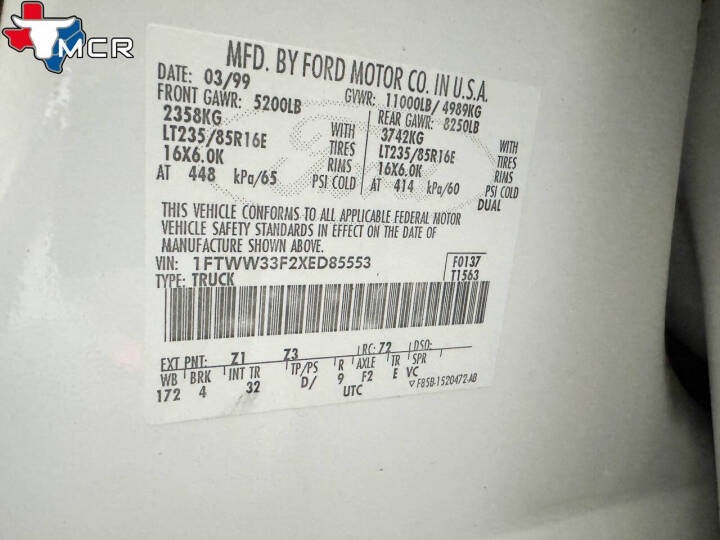 MCR
MFD. BY FORD MOTOR CO. IN U.S.A.
DATE: 03/99 GVWR: 11000LB/ 4989KG
FRONT GAWR: 5200LB REAR GAWR: 8250LB
2358KG WITH 3742KG WITH
LT235/85R16E TIRES LT235/85R16E TIRES
16X6.0K RIMS 16X6.0K RIMS
AT 448 kPa/65 PSI COLD AT 414 kPa/60 PSI COLD
DUAL
THIS VEHICLE CONFORMS TO ALL APPLICABLE FEDERAL MOTOR
VEHICLE SAFETY STANDARDS IN EFFECT ON THE DATE OF
MANUFACTURE SHOWN ABOVE.
VIN: 1FTWW33F2XED85553 F0137
TYPE: TRUCK T1563
EXT PNT: Z1 Z3 RC: 72 DSO:
WB BRK INT TR TP/PS R AXLE TR SPR
172 4 32 D/ 9 F2 E VC
UTC F85B-1520472-AB